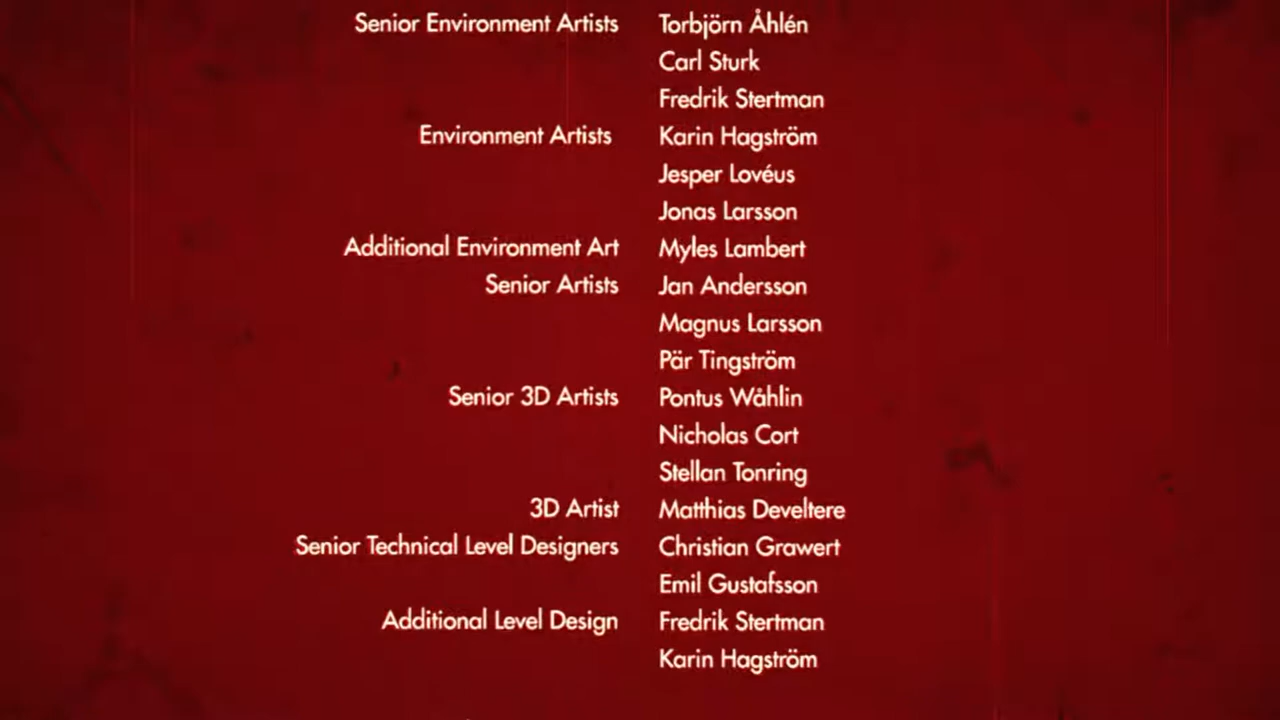 Senior Environment Artists Torbjörn Åhlén
Carl Sturk
Fredrik Stertman
Environment Artists Karin Hagström
Jesper Lovéus
Jonas Larsson
Additional Environment Art Myles Lambert
Senior Artists Jan Andersson
Magnus Larsson
Pär Tingström
Senior 3D Artists Pontus Wåhlin
Nicholas Cort
Stellan Tonring
3D Artist Matthias Develtere
Senior Technical Level Designers Christian Grawert
Emil Gustafsson
Additional Level Design Fredrik Stertman
Karin Hagström